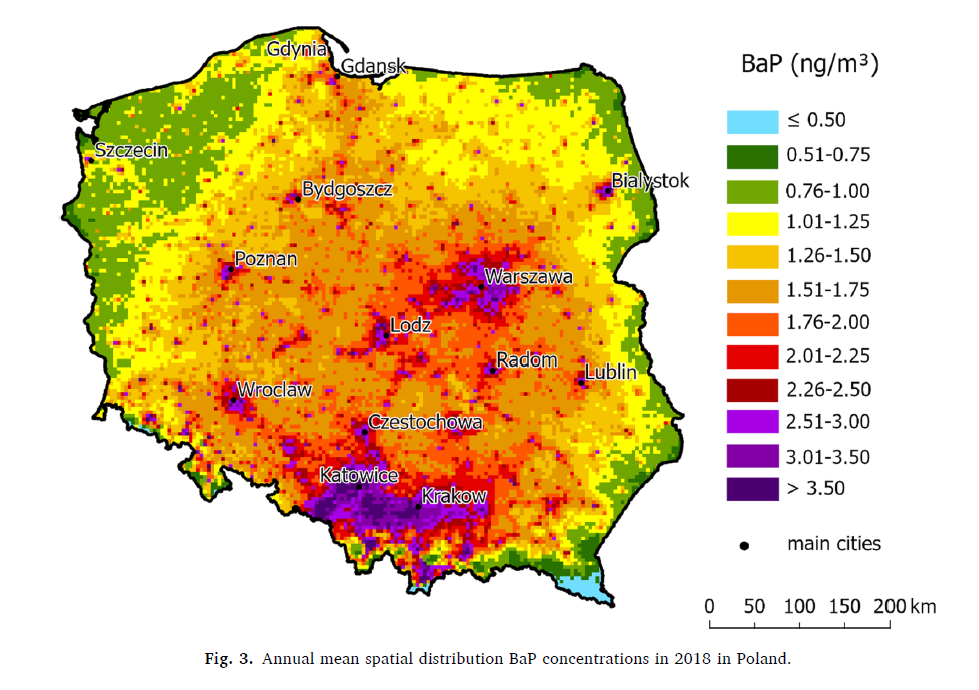 Gdynia
Gdansk
Szczecin
Bydgoszcz
Bialystok
Poznan
Warszawa
Lodz
Radom
Lublin
Wroclaw
Czestochowa
Katowice
Krakow
BaP (ng/m³)
≤ 0.50
0.51-0.75
0.76-1.00
1.01-1.25
1.26-1.50
1.51-1.75
1.76-2.00
2.01-2.25
2.26-2.50
2.51-3.00
3.01-3.50
> 3.50
main cities
0 50 100 150 200 km
Fig. 3. Annual mean spatial distribution BaP concentrations in 2018 in Poland.